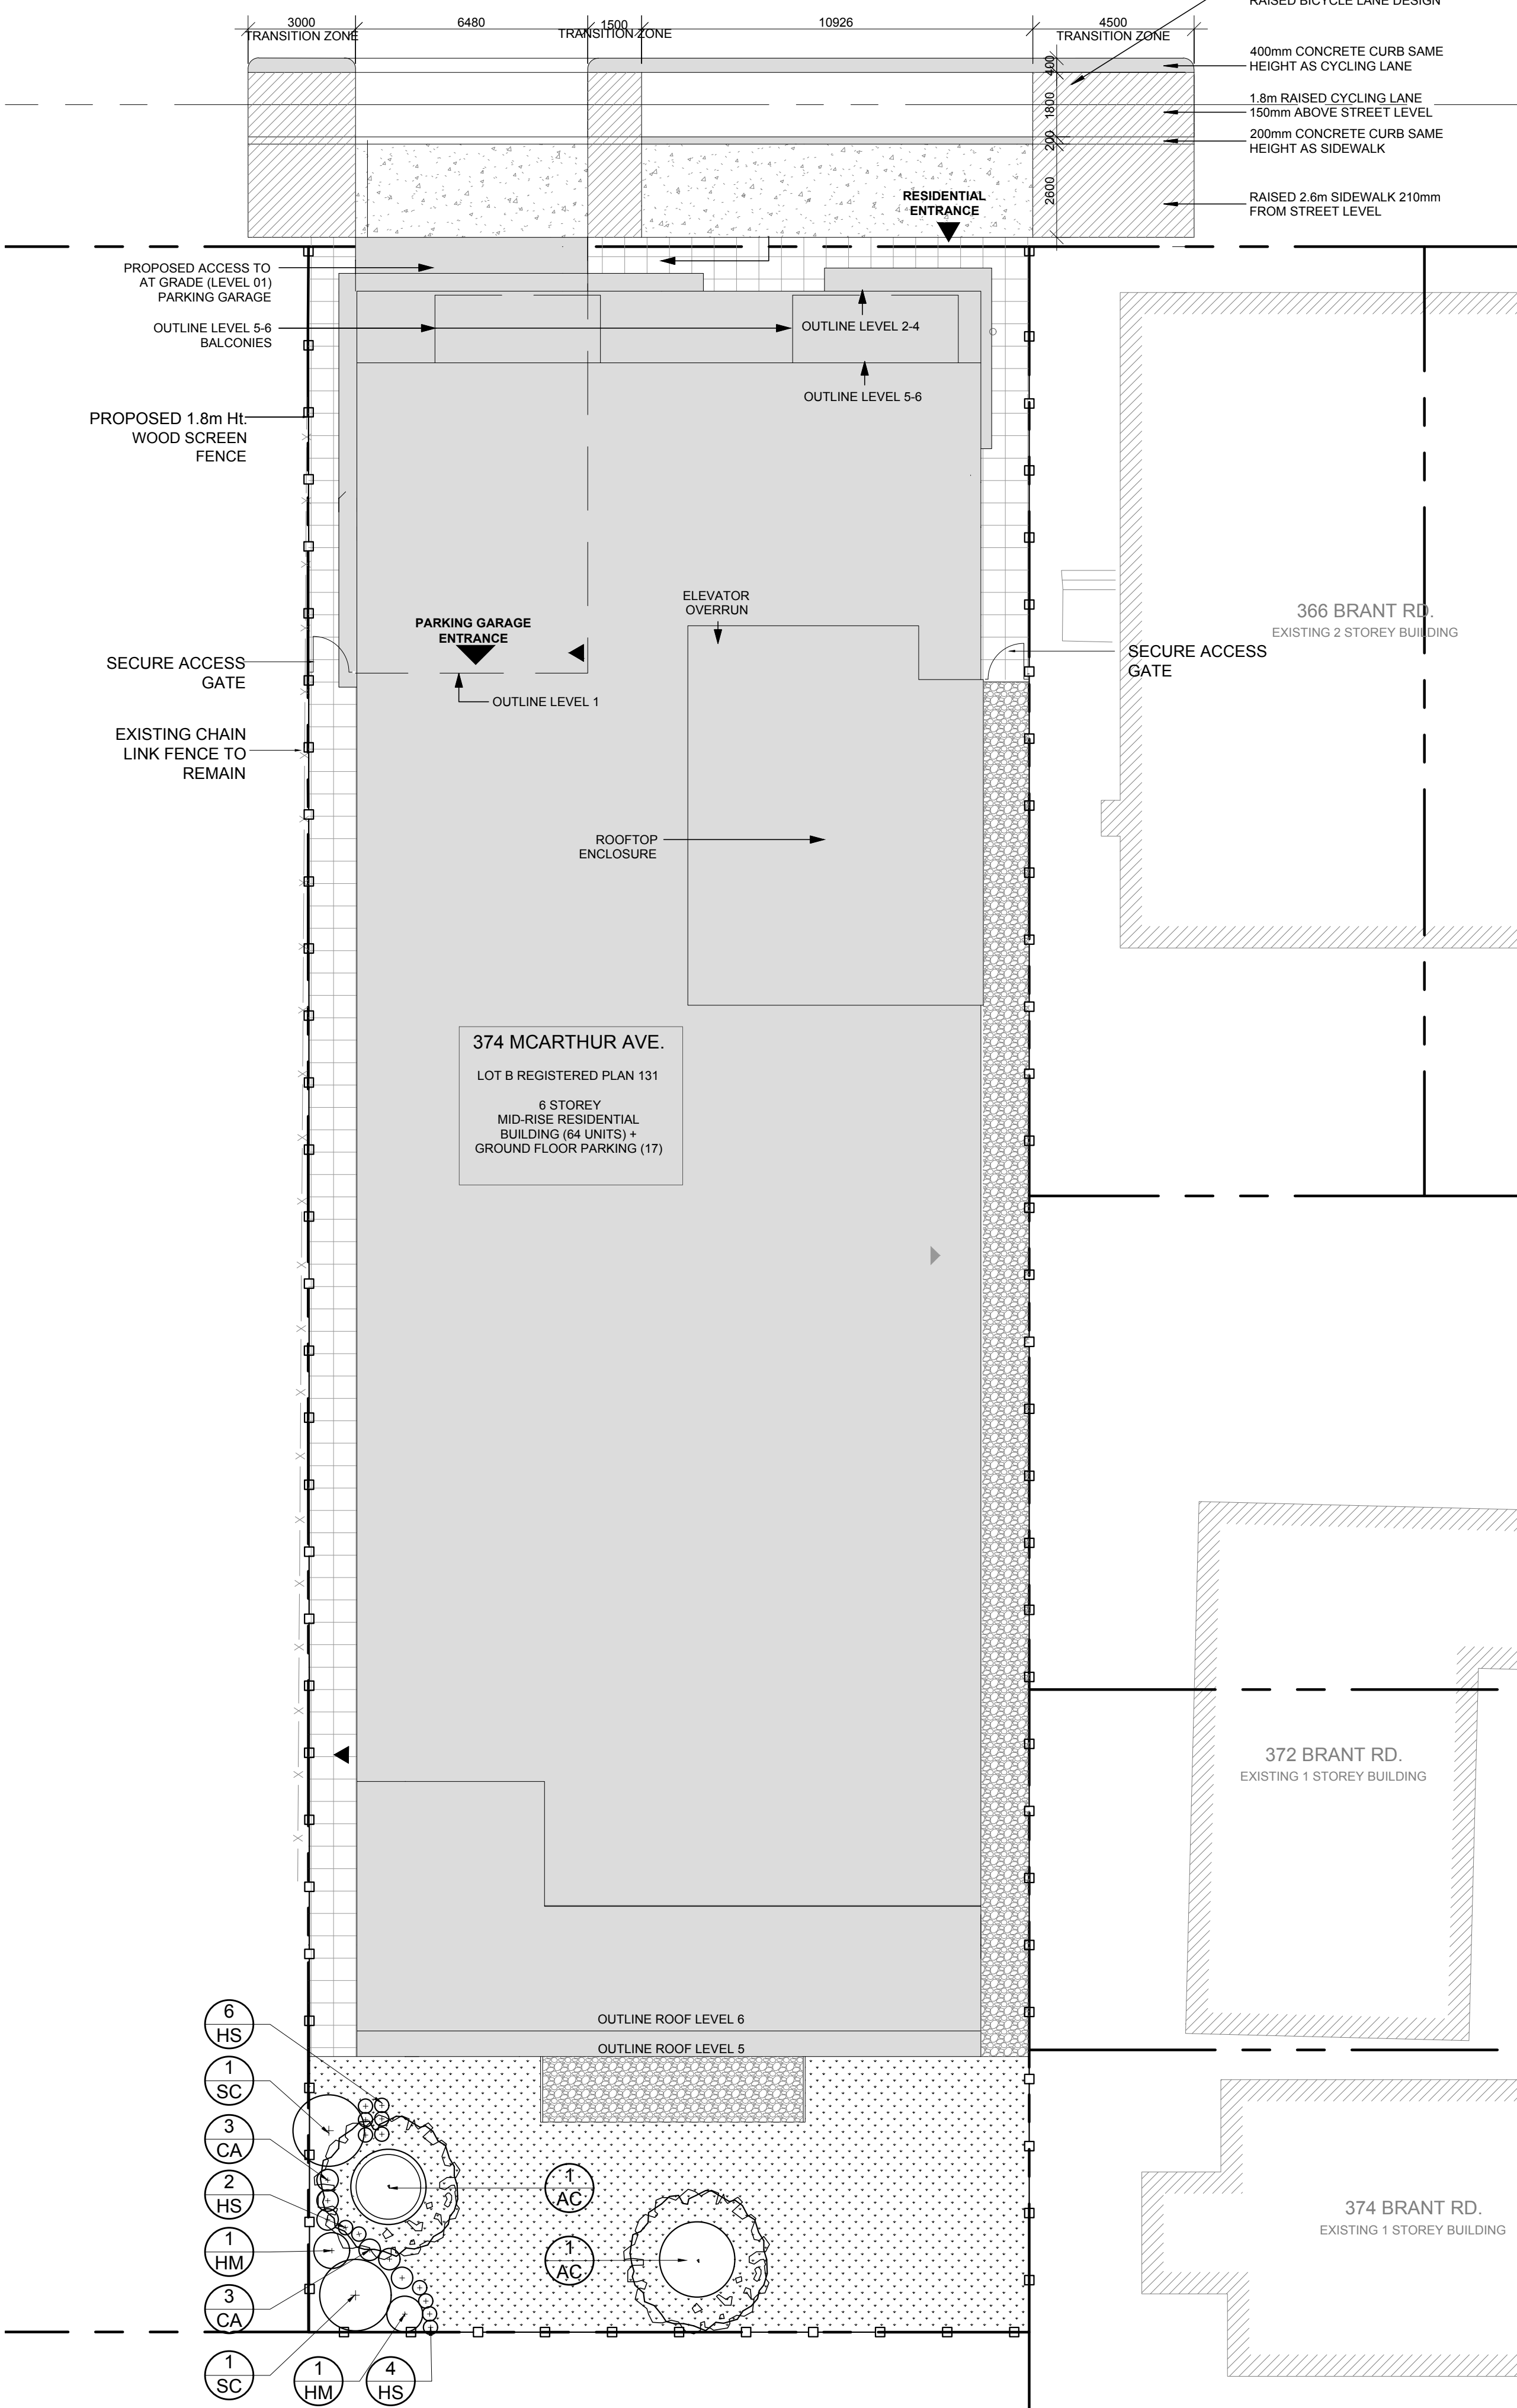 RAISED BICYCLE LANE DESIGN
3000
TRANSITION ZONE
6480
1500
TRANSITION ZONE
10926
4500
TRANSITION ZONE
400
1800
200
2600
400mm CONCRETE CURB SAME
HEIGHT AS CYCLING LANE
1.8m RAISED CYCLING LANE
150mm ABOVE STREET LEVEL
200mm CONCRETE CURB SAME
HEIGHT AS SIDEWALK
RAISED 2.6m SIDEWALK 210mm
FROM STREET LEVEL
RESIDENTIAL
ENTRANCE
PROPOSED ACCESS TO
AT GRADE (LEVEL 01)
PARKING GARAGE
OUTLINE LEVEL 5-6
BALCONIES
OUTLINE LEVEL 2-4
OUTLINE LEVEL 5-6
PROPOSED 1.8m Ht.
WOOD SCREEN
FENCE
ELEVATOR
OVERRUN
PARKING GARAGE
ENTRANCE
366 BRANT RD.
EXISTING 2 STOREY BUILDING
SECURE ACCESS
GATE
SECURE ACCESS
GATE
OUTLINE LEVEL 1
EXISTING CHAIN
LINK FENCE TO
REMAIN
ROOFTOP
ENCLOSURE
374 MCARTHUR AVE.
LOT B REGISTERED PLAN 131
6 STOREY
MID-RISE RESIDENTIAL
BUILDING (64 UNITS) +
GROUND FLOOR PARKING (17)
372 BRANT RD.
EXISTING 1 STOREY BUILDING
OUTLINE ROOF LEVEL 6
OUTLINE ROOF LEVEL 5
6
HS
1
SC
3
CA
2
HS
1
HM
3
CA
1
SC
1
HM
4
HS
1
AC
1
AC
374 BRANT RD.
EXISTING 1 STOREY BUILDING